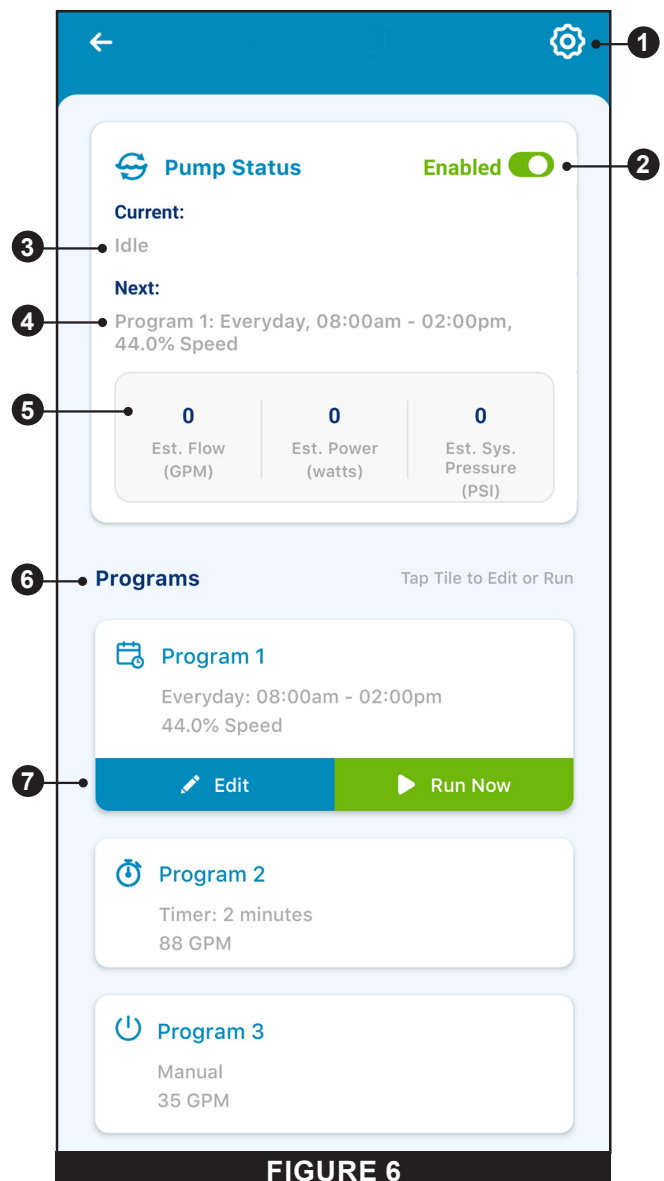 1
Pump Status Enabled
2
Current:
3
Idle
Next:
4
Program 1: Everyday, 08:00am - 02:00pm,
44.0% Speed
5
0 0 0
Est. Flow Est. Power Est. Sys.
(GPM) (watts) Pressure
(PSI)
6
Programs Tap Tile to Edit or Run
Program 1
Everyday: 08:00am - 02:00pm
44.0% Speed
7
Edit Run Now
Program 2
Timer: 2 minutes
88 GPM
Program 3
Manual
35 GPM
FIGURE 6